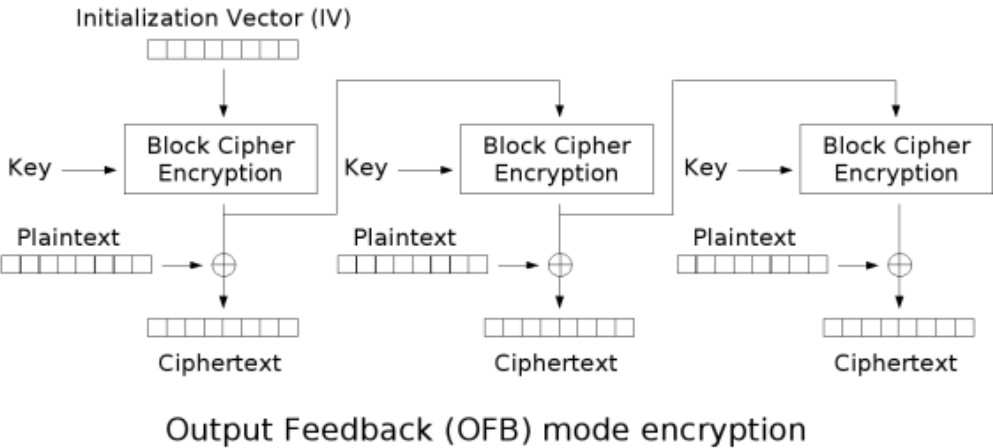 Initialization Vector (IV)
Block Cipher
Encryption
Block Cipher
Encryption
Block Cipher
Encryption
Key
Key
Key
Plaintext
Plaintext
Plaintext
Ciphertext
Ciphertext
Ciphertext
Output Feedback (OFB) mode encryption